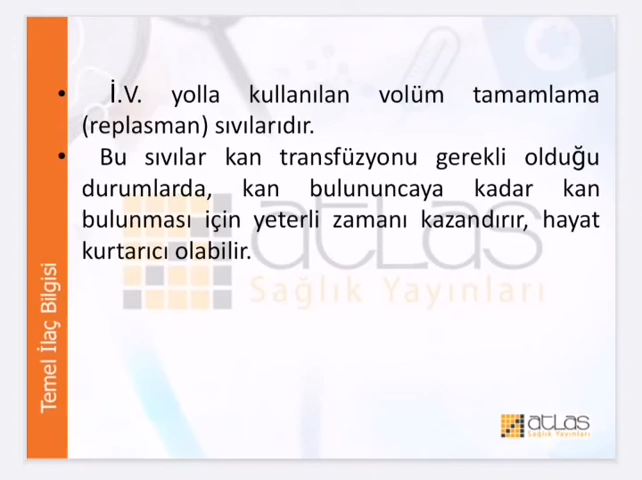 • İ.V. yolla kullanılan volüm tamamlama
(replasman) sıvılarıdır.
• Bu sıvılar kan transfüzyonu gerekli olduğu
durumlarda, kan bulununcaya kadar kan
bulunması için yeterli zamanı kazandırır, hayat
kurtarıcı olabilir.
atLas
Sağlık Yayınları
Temel İlaç Bilgisi
atLas
Sağlık Yayınları